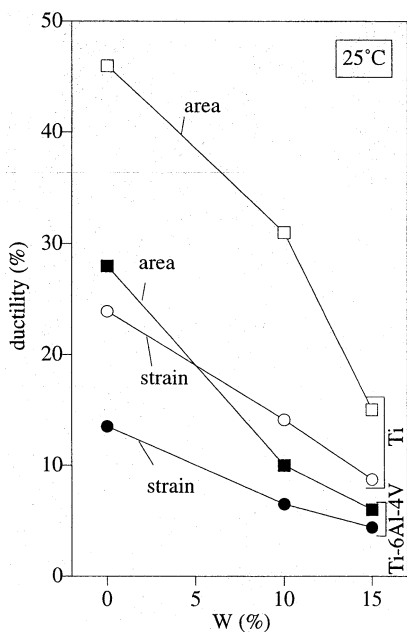 50
25°C
area
40
30
area
ductility (%)
20
strain
Ti
10
strain
Ti-6Al-4V
0
0
5
10
15
W (%)